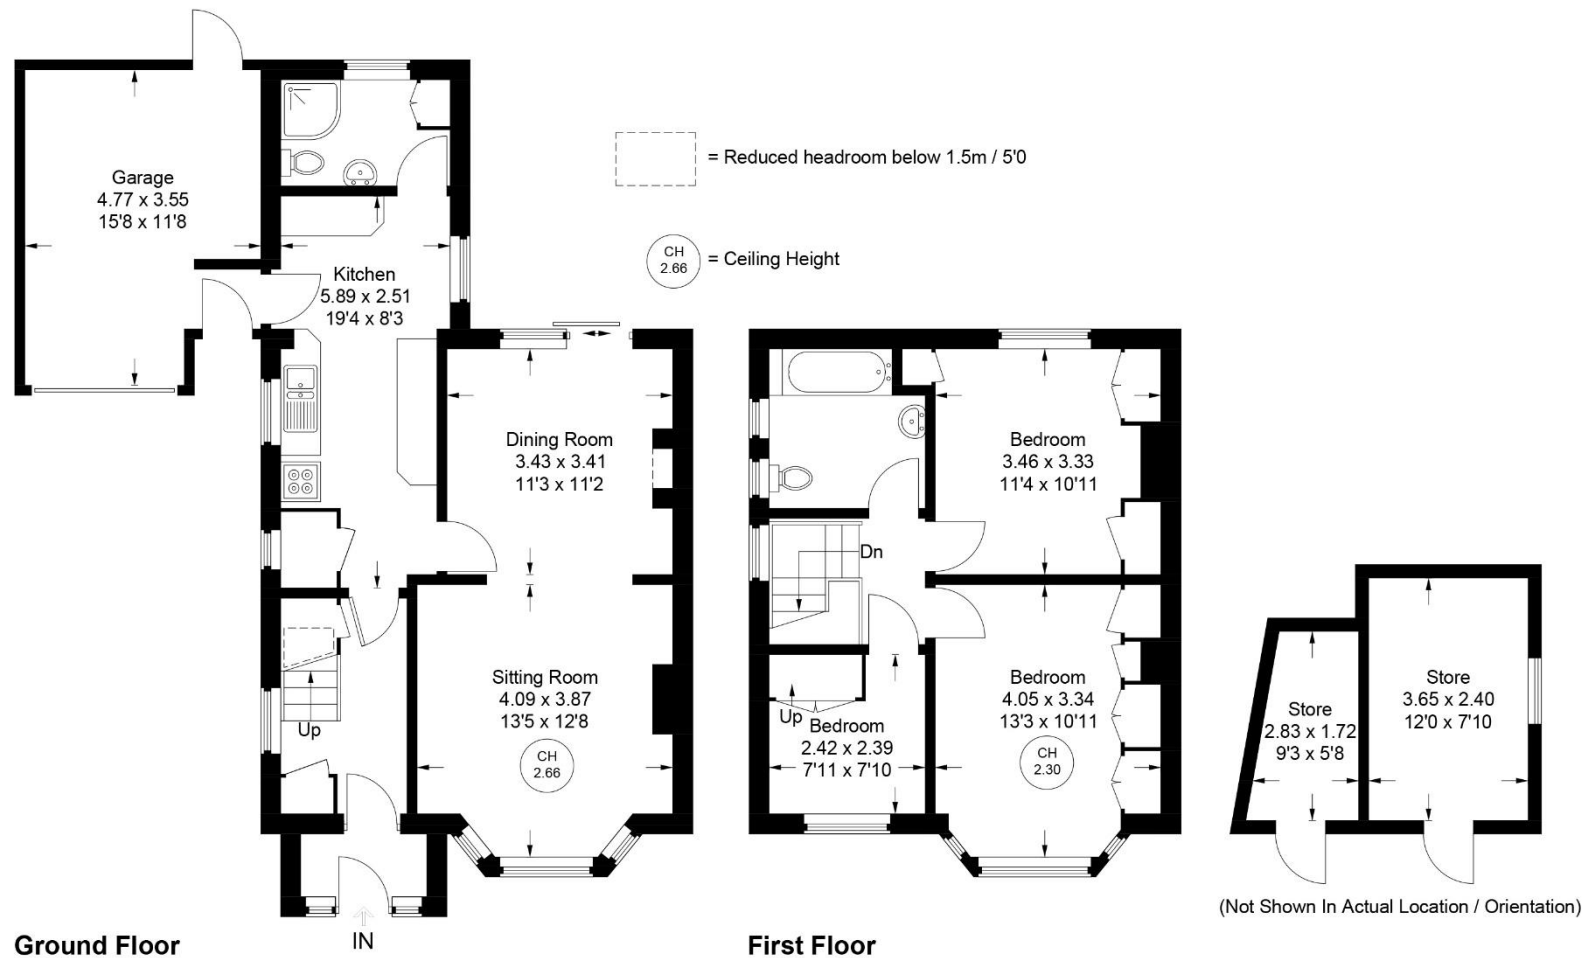 Garage
4.77 x 3.55
15'8 x 11'8
= Reduced headroom below 1.5m / 5'0
CH
2.66
= Ceiling Height
Kitchen
5.89 x 2.51
19'4 x 8'3
Dining Room
3.43 x 3.41
11'3 x 11'2
Sitting Room
4.09 x 3.87
13'5 x 12'8
CH
2.66
Up
IN
Ground Floor
Bedroom
3.46 x 3.33
11'4 x 10'11
Dn
Bedroom
4.05 x 3.34
13'3 x 10'11
CH
2.30
Up
Bedroom
2.42 x 2.39
7'11 x 7'10
First Floor
Store
2.83 x 1.72
9'3 x 5'8
Store
3.65 x 2.40
12'0 x 7'10
(Not Shown In Actual Location / Orientation)